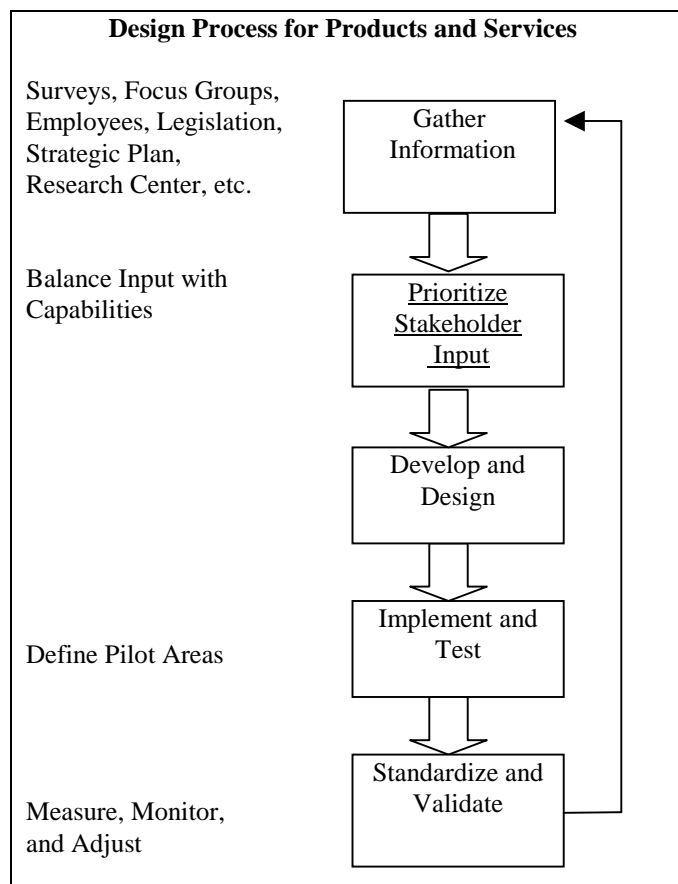 Design Process for Products and Services
Surveys, Focus Groups,
Employees, Legislation,
Strategic Plan,
Research Center, etc.
Gather
Information
Balance Input with
Capabilities
Prioritize
Stakeholder
Input
Develop and
Design
Define Pilot Areas
Implement and
Test
Measure, Monitor,
and Adjust
Standardize and
Validate